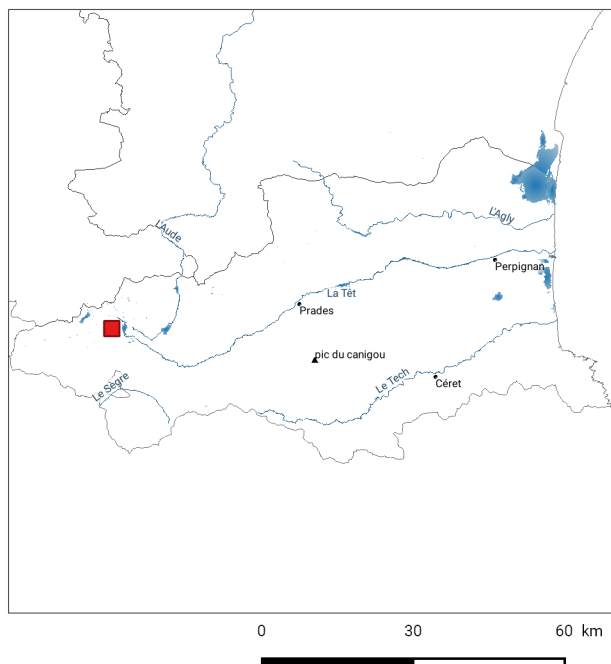 L'Aude
L'Agly
Perpignan
La Têt
Prades
pic du canigou
Le Sègre
Le Tech
Céret
0 30 60 km